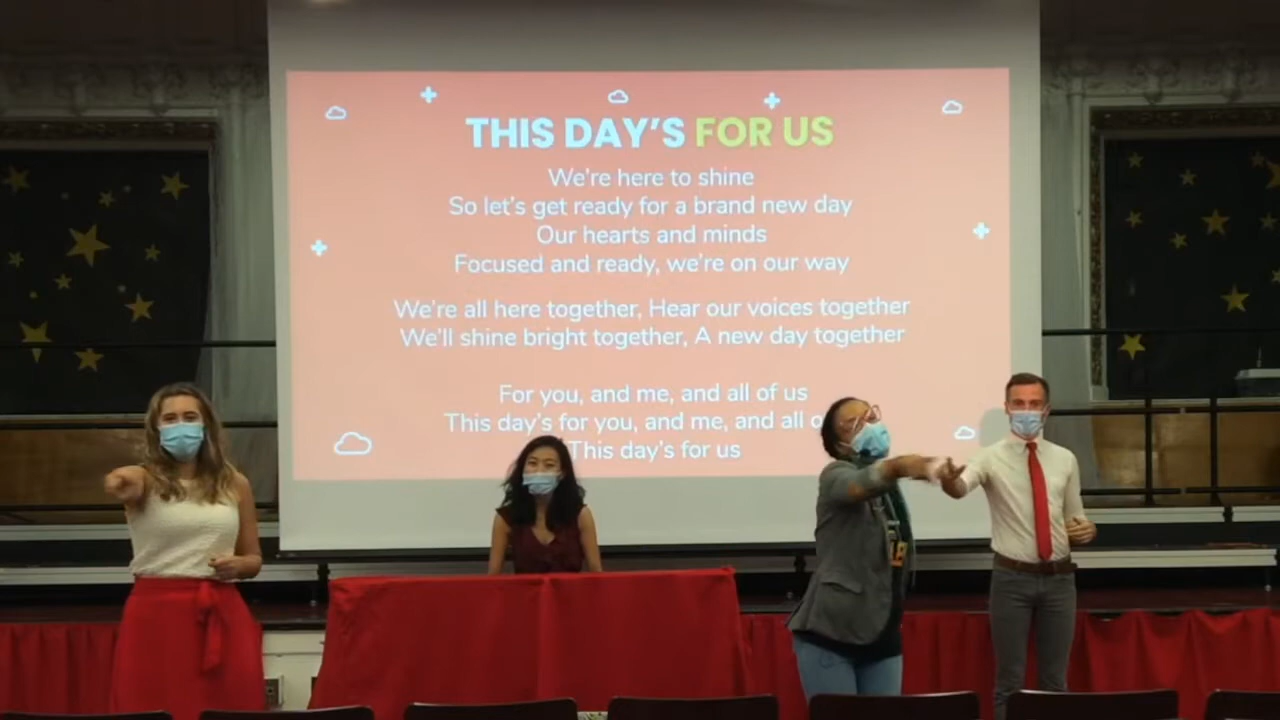 THIS DAY'S FOR US
We're here to shine
So let's get ready for a brand new day
Our hearts and minds
Focused and ready, we're on our way
We're all here together, Hear our voices together
We'll shine bright together, A new day together
For you, and me, and all of us
This day's for you, and me, and all
This day's for us